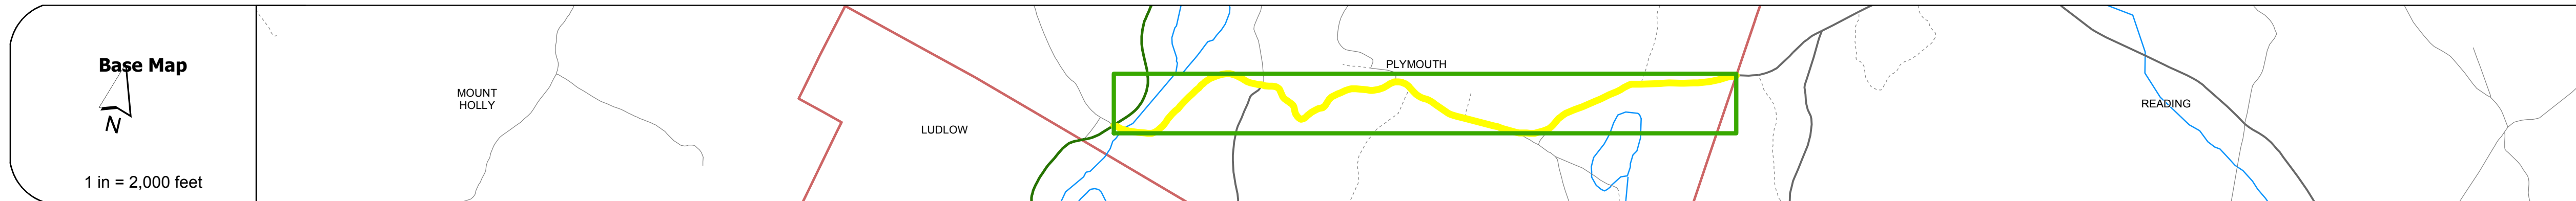 Base Map
N
1 in = 2,000 feet
MOUNT
HOLLY
LUDLOW
PLYMOUTH
READING